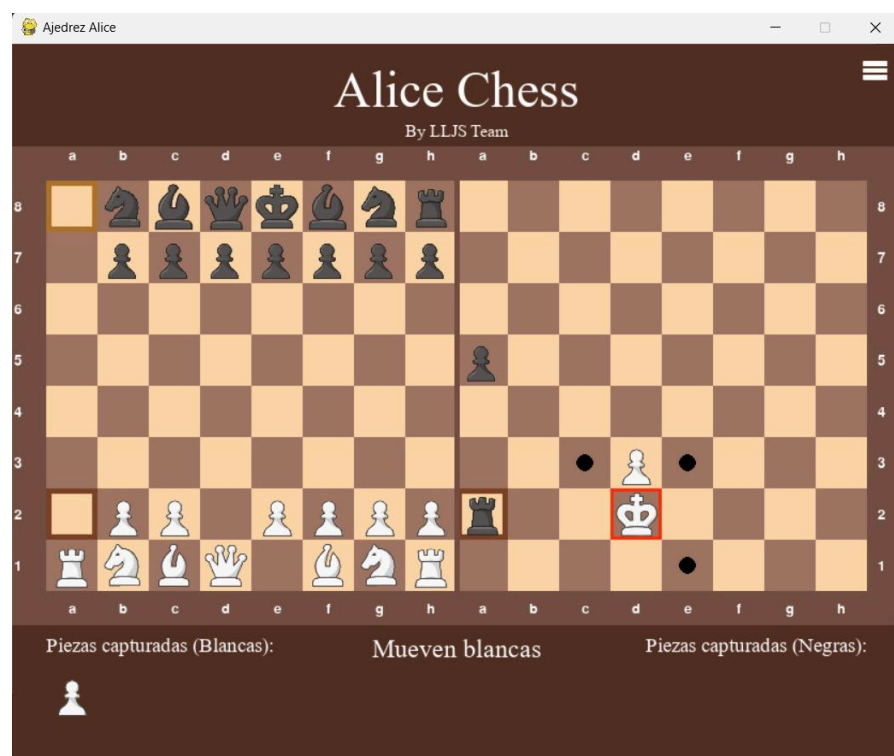 Ajedrez Alice
Alice Chess
By LLJS Team
a b c d e f g h a b c d e f g h
8 8
7 7
6 6
5 5
4 4
3 3
2 2
1 1
a b c d e f g h a b c d e f g h
Piezas capturadas (Blancas): Mueven blancas Piezas capturadas (Negras):